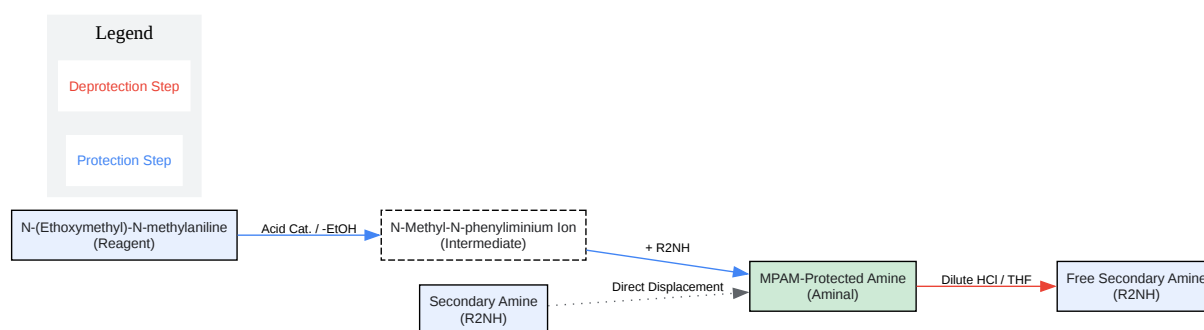 Legend
Deprotection Step
Protection Step
N-(Ethoxymethyl)-N-methylaniline
(Reagent)
Acid Cat. / -EtOH
N-Methyl-N-phenyliminium Ion
(Intermediate)
+ R2NH
Secondary Amine
(R2NH)
Direct Displacement
MPAM-Protected Amine
(Aminal)
Dilute HCl / THF
Free Secondary Amine
(R2NH)